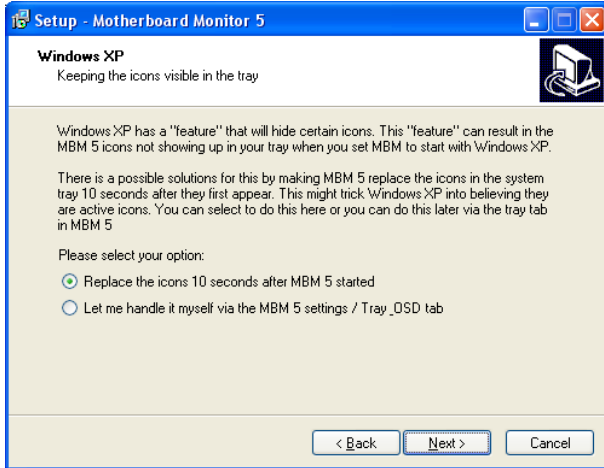 Setup - Motherboard Monitor 5
Windows XP
Keeping the icons visible in the tray
Windows XP has a "feature" that will hide certain icons. This "feature" can result in the
MBM 5 icons not showing up in your tray when you set MBM to start with Windows XP.
There is a possible solutions for this by making MBM 5 replace the icons in the system
tray 10 seconds after they first appear. This might trick Windows XP into believing they
are active icons. You can select to do this here or you can do this later via the tray tab
in MBM 5
Please select your option:
Replace the icons 10 seconds after MBM 5 started
Let me handle it myself via the MBM 5 settings / Tray_OSD tab
< Back
Next >
Cancel